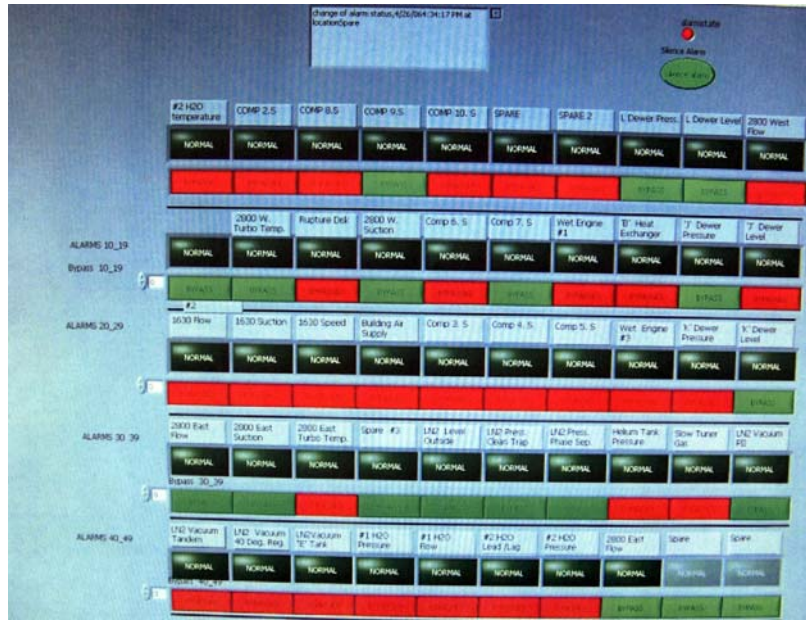 change of alarm status,4/26/064:34:17 PM at
locationSpare
alarmstate
Silence Alarm
#2 H2O temperature COMP 2.S COMP 8.S COMP 9.S COMP 10. S SPARE SPARE 2 L Dewer Press. L Dewer Level 2800 West Flow
NORMAL NORMAL NORMAL NORMAL NORMAL NORMAL NORMAL NORMAL NORMAL NORMAL
BYPASS BYPASS
2800 W. Turbo Temp. Rupture Disk 2800 W. Suction Comp 6. S Comp 7. S Wet Engine #1 "B" Heat Exchanger "J" Dewer Pressure "J" Dewer Level
ALARMS 10_19
NORMAL NORMAL NORMAL NORMAL NORMAL NORMAL NORMAL NORMAL NORMAL NORMAL
Bypass 10_19
#2
ALARMS 20_29
1630 Flow 1630 Suction 1630 Speed Building Air Supply Comp 3. S Comp 4. S Comp 5. S Wet Engine #3 "K" Dewer Pressure "K" Dewer Level
NORMAL NORMAL NORMAL NORMAL NORMAL NORMAL NORMAL NORMAL NORMAL NORMAL
BYPASS
ALARMS 30_39
2800 East Flow 2800 East Suction 2800 East Turbo Temp. Spare #3 LN2 Level Outside LN2 Press. Clean Trap LN2 Press. Phase Sep. Helium Tank Pressure Slow Tuner Gas LN2 Vacuum
NORMAL NORMAL NORMAL NORMAL NORMAL NORMAL NORMAL NORMAL NORMAL NORMAL
Bypass 30_39
ALARMS 40_49
LN2 Vacuum Tandem LN2 Vacuum 40 Deg. Reg. LN2Vacuum "E" Tank #1 H2O Pressure #1 H2O Flow #2 H2O Lead /Lag #2 H2O Pressure 2800 East Flow Spare Spare
NORMAL NORMAL NORMAL NORMAL NORMAL NORMAL NORMAL NORMAL NORMAL NORMAL
Bypass 40_49
BYPASS BYPASS BYPASS